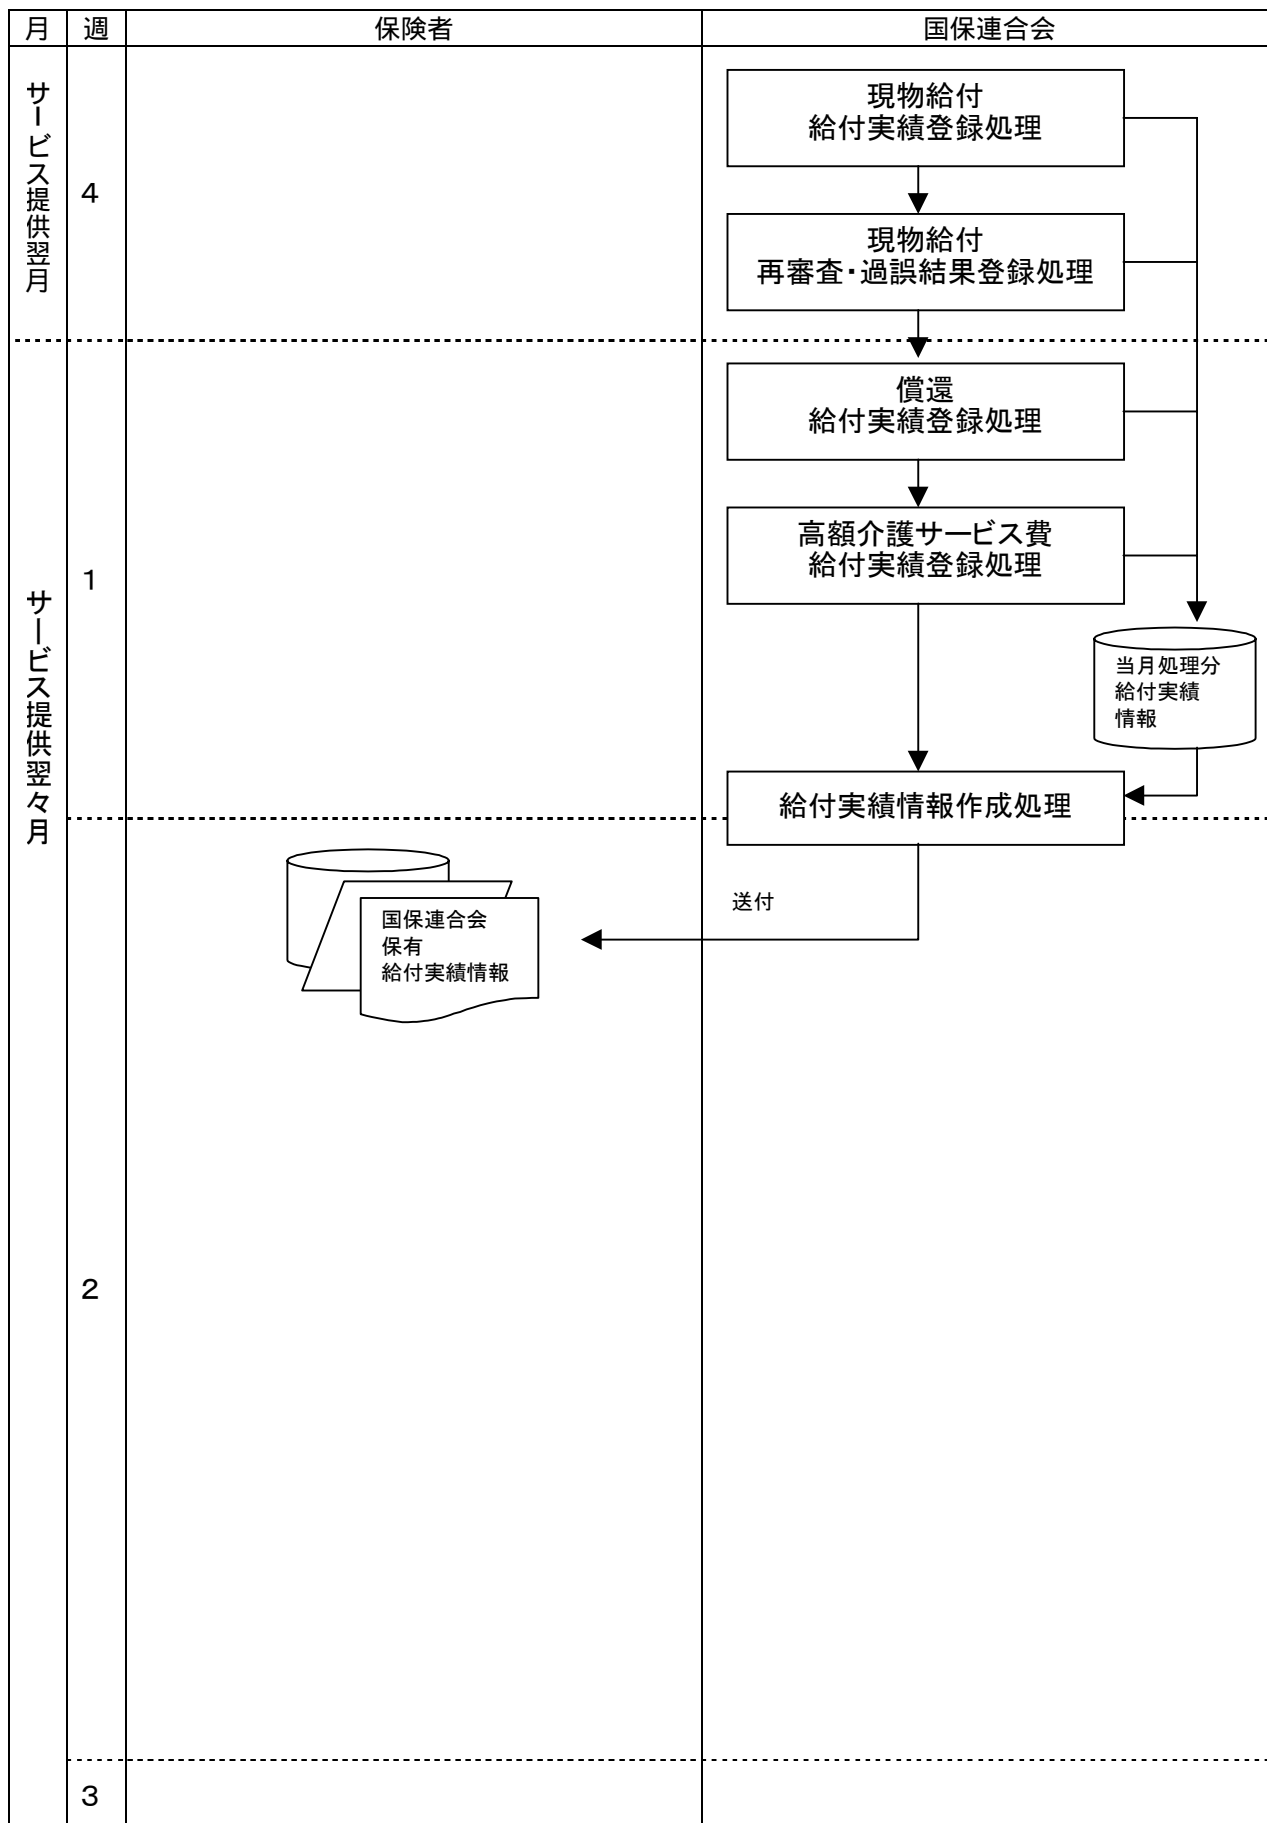 月 週 保険者 国保連合会
サービス提供翌月
4
現物給付
給付実績登録処理
現物給付
再審査・過誤結果登録処理
サービス提供翌々月
1
償還
給付実績登録処理
高額介護サービス費
給付実績登録処理
当月処理分
給付実績
情報
給付実績情報作成処理
送付
国保連合会
保有
給付実績情報
2
3